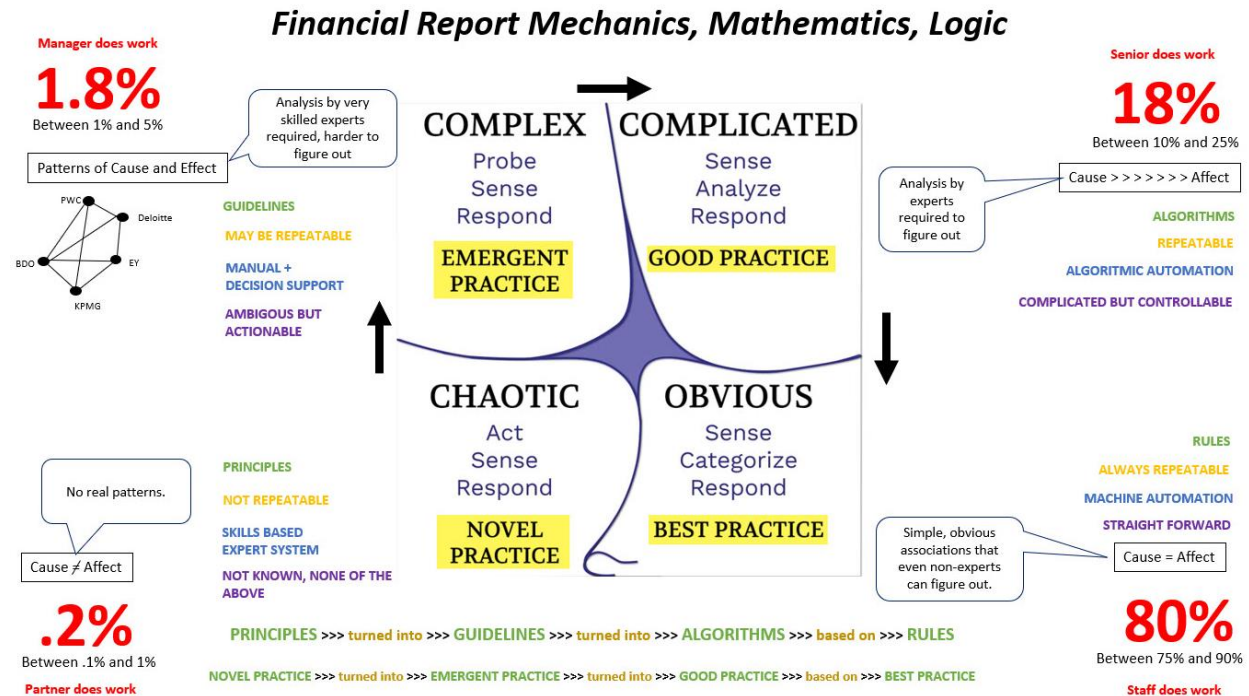 Financial Report Mechanics, Mathematics, Logic
Manager does work
1.8%
Between 1% and 5%
Patterns of Cause and Effect
Analysis by very
skilled experts
required, harder to
figure out
PWC
Deloitte
BDO
EY
KPMG
GUIDELINES
MAY BE REPEATABLE
MANUAL +
DECISION SUPPORT
AMBIGOUS BUT
ACTIONABLE
COMPLEX
Probe
Sense
Respond
EMERGENT
PRACTICE
COMPLICATED
Sense
Analyze
Respond
GOOD PRACTICE
Senior does work
18%
Between 10% and 25%
Cause > > > > > > > Affect
Analysis by
experts
required to
figure out
ALGORITHMS
REPEATABLE
ALGORITMIC AUTOMATION
COMPLICATED BUT CONTROLLABLE
No real patterns.
Cause ≠ Affect
.2%
Between .1% and 1%
Partner does work
PRINCIPLES
NOT REPEATABLE
SKILLS BASED
EXPERT SYSTEM
NOT KNOWN, NONE OF THE
ABOVE
CHAOTIC
Act
Sense
Respond
NOVEL
PRACTICE
OBVIOUS
Sense
Categorize
Respond
BEST PRACTICE
RULES
ALWAYS REPEATABLE
MACHINE AUTOMATION
STRAIGHT FORWARD
Simple, obvious
associations that
even non-experts
can figure out.
Cause = Affect
80%
Between 75% and 90%
Staff does work
PRINCIPLES >>> turned into >>> GUIDELINES >>> turned into >>> ALGORITHMS >>> based on >>> RULES
NOVEL PRACTICE >>> turned into >>> EMERGENT PRACTICE >>> turned into >>> GOOD PRACTICE >>> based on >>> BEST PRACTICE